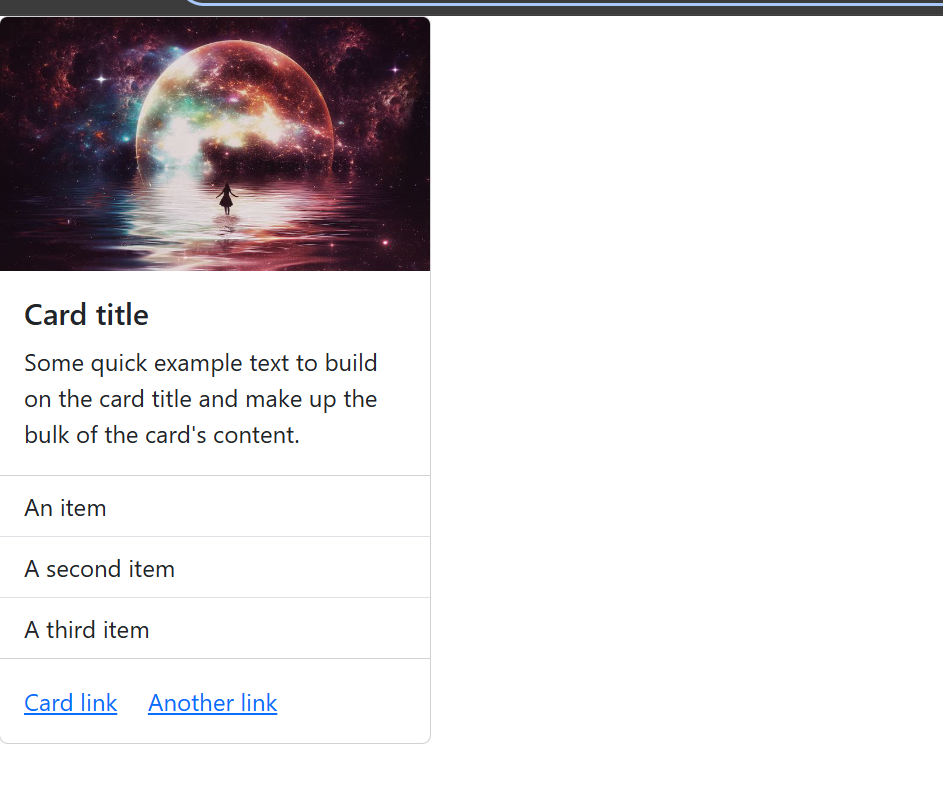 Card title
Some quick example text to build
on the card title and make up the
bulk of the card's content.
An item
A second item
A third item
Card link Another link